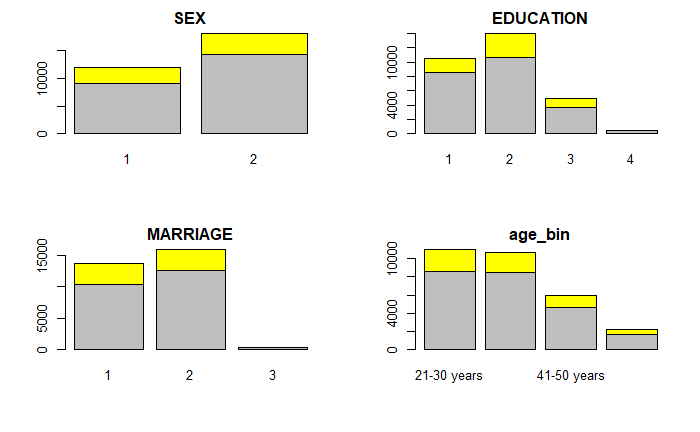 SEX
10000
0
1 2
EDUCATION
10000
4000
0
1 2 3 4
MARRIAGE
15000
5000
0
1 2 3
age_bin
10000
4000
0
21-30 years 41-50 years